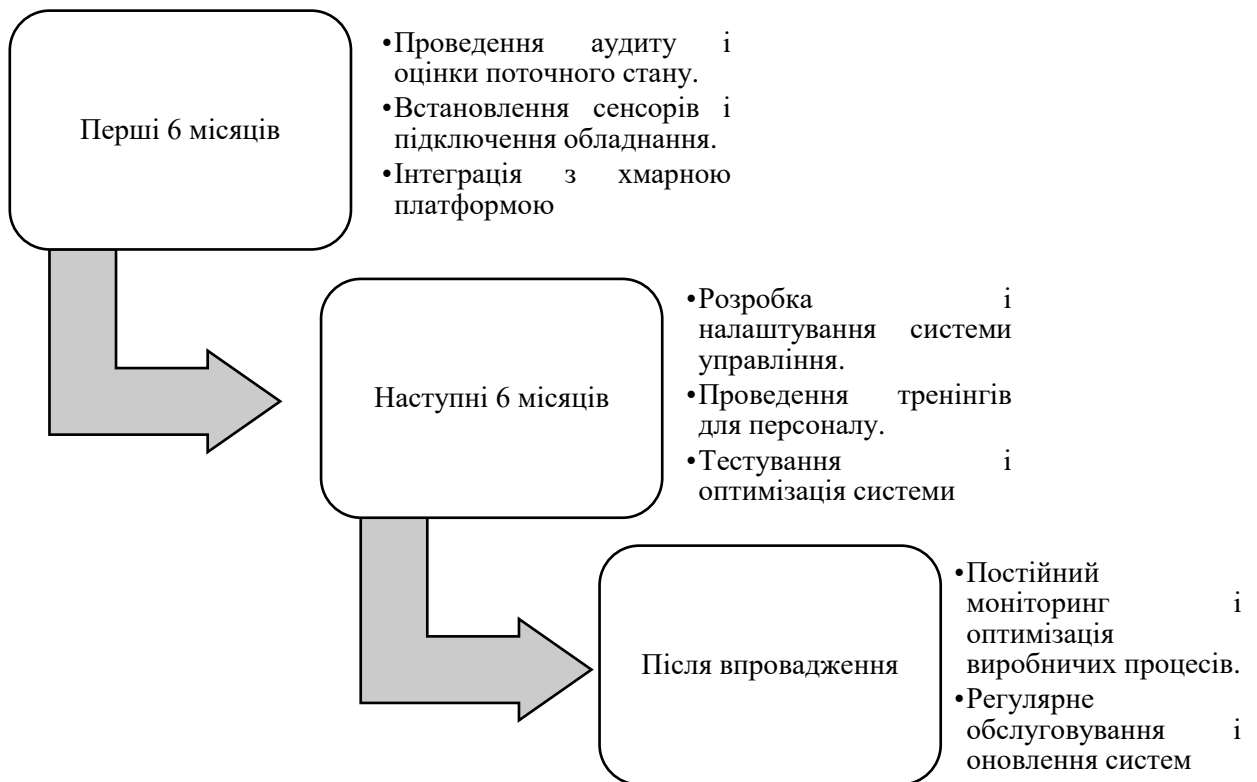 Перші 6 місяців
•Проведення аудиту і
оцінки поточного стану.
•Встановлення сенсорів і
підключення обладнання.
•Інтеграція з хмарною
платформою
Наступні 6 місяців
•Розробка і
налаштування системи
управління.
•Проведення тренінгів
для персоналу.
•Тестування і
оптимізація системи
Після впровадження
•Постійний
моніторинг і
оптимізація
виробничих процесів.
•Регулярне
обслуговування і
оновлення систем